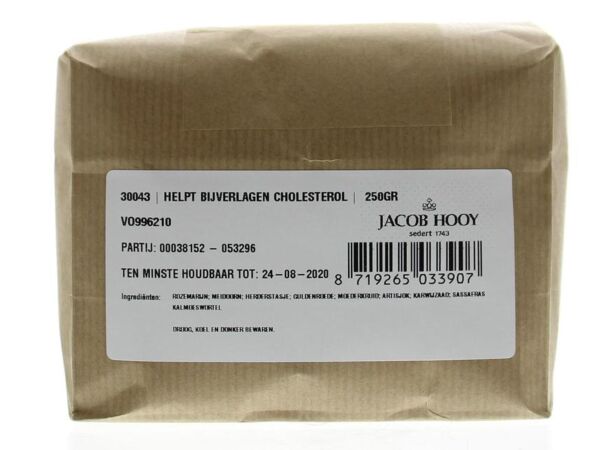 30043 | HELPT BIJVERLAGEN CHOLESTEROL | 250GR
VO996210
JACOB HOOY
sedert 1743
PARTIJ: 00038152 – 053296
TEN MINSTE HOUDBAAR TOT: 24–08–2020
8 719265 033907
Ingrediënten: ROZEMARIJN; MEIDOORN; HERDERSTASJE; GULDENROEDE; MOEDERKRUID; ARTISJOK; KARWIJZAAD; SASSAFRAS
KALMOESWORTEL
DROOG, KOEL EN DONKER BEWAREN.